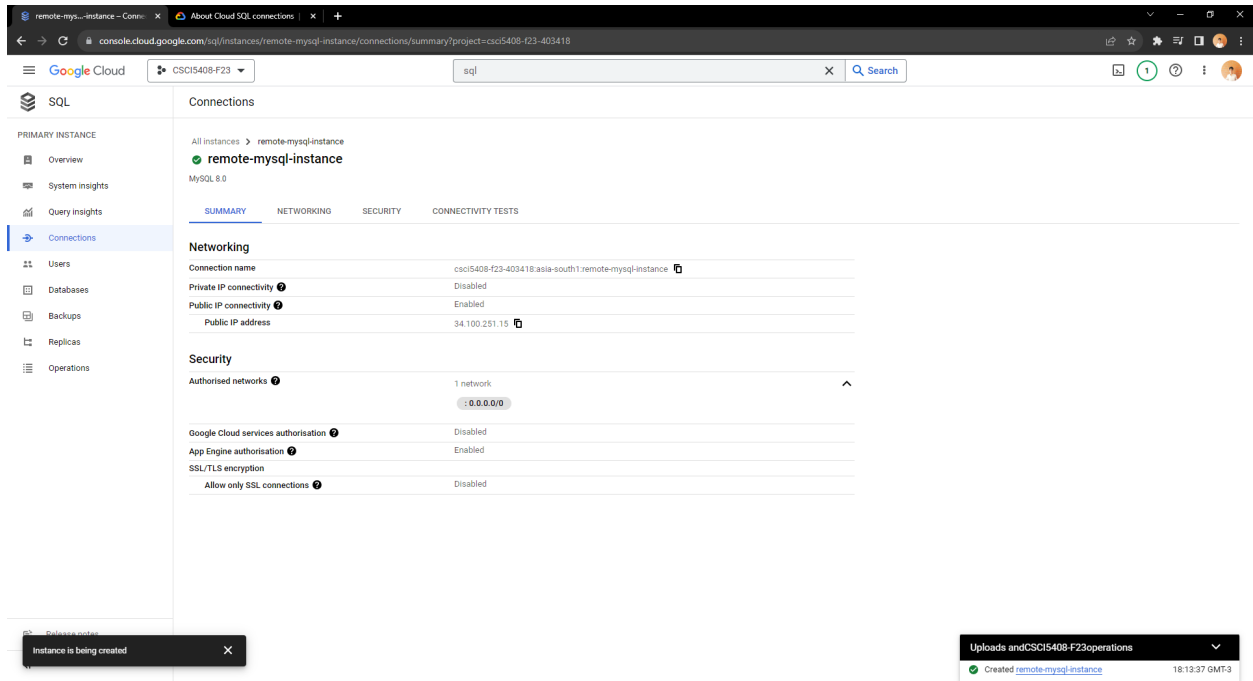 remote-mys...-instance – Conne
About Cloud SQL connections |
console.cloud.google.com/sql/instances/remote-mysql-instance/connections/summary?project=csci5408-f23-403418
Google Cloud
CSCI5408-F23
sql
Search
1
SQL
Connections
PRIMARY INSTANCE
Overview
System insights
Query insights
Connections
Users
Databases
Backups
Replicas
Operations
Release notes
All instances > remote-mysql-instance
remote-mysql-instance
MySQL 8.0
SUMMARY NETWORKING SECURITY CONNECTIVITY TESTS
Networking
Connection name csci5408-f23-403418:asia-south1:remote-mysql-instance
Private IP connectivity Disabled
Public IP connectivity Enabled
Public IP address 34.100.251.15
Security
Authorised networks 1 network
: 0.0.0.0/0
Google Cloud services authorisation Disabled
App Engine authorisation Enabled
SSL/TLS encryption
Allow only SSL connections Disabled
Instance is being created
Uploads andCSCI5408-F23operations
Created remote-mysql-instance 18:13:37 GMT-3